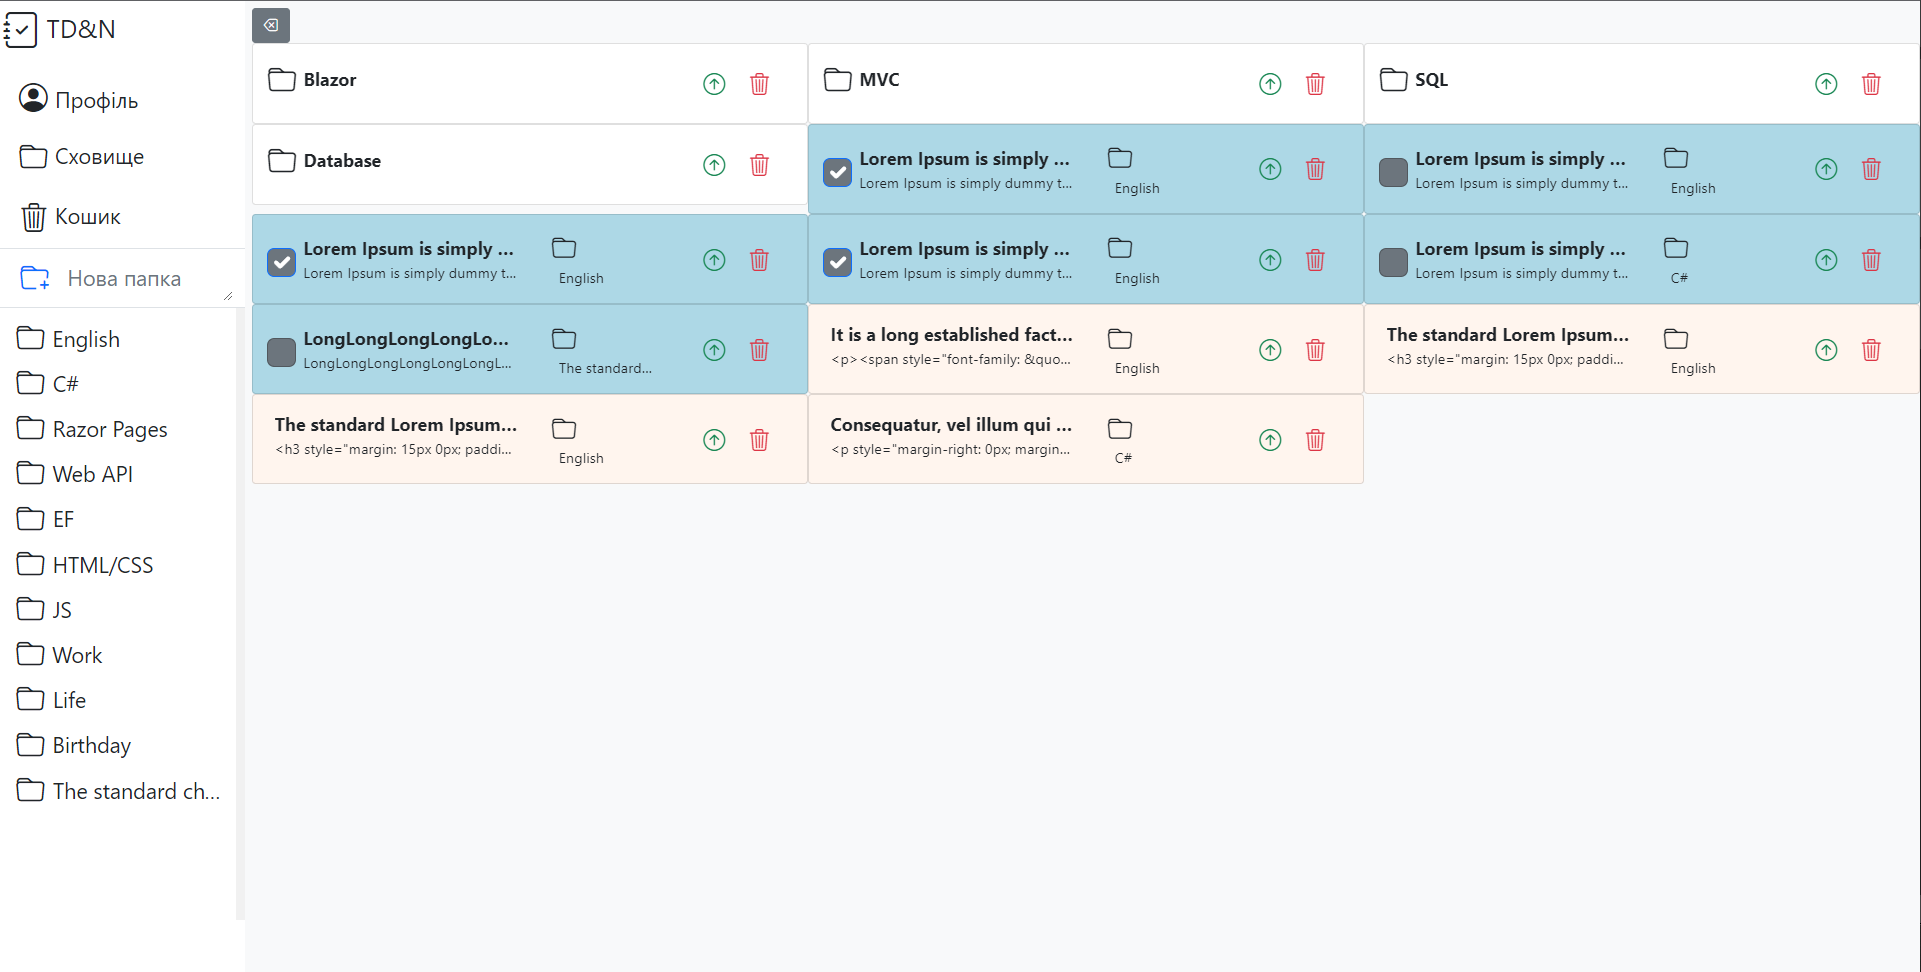 TD&N
Профіль
Сховище
Кошик
Нова папка
English
C#
Razor Pages
Web API
EF
HTML/CSS
JS
Work
Life
Birthday
The standard ch...
Blazor
MVC
SQL
Database
Lorem Ipsum is simply ...
Lorem Ipsum is simply dummy t...
English
Lorem Ipsum is simply ...
Lorem Ipsum is simply dummy t...
English
Lorem Ipsum is simply ...
Lorem Ipsum is simply dummy t...
English
Lorem Ipsum is simply ...
Lorem Ipsum is simply dummy t...
English
Lorem Ipsum is simply ...
Lorem Ipsum is simply dummy t...
C#
LongLongLongLongLo...
LongLongLongLongLongLongL...
The standard...
It is a long established fact...
<p><span style="font-family: &quo...
English
The standard Lorem Ipsum...
<h3 style="margin: 15px 0px; paddi...
English
The standard Lorem Ipsum...
<h3 style="margin: 15px 0px; paddi...
English
Consequatur, vel illum qui ...
<p style="margin-right: 0px; margin...
C#